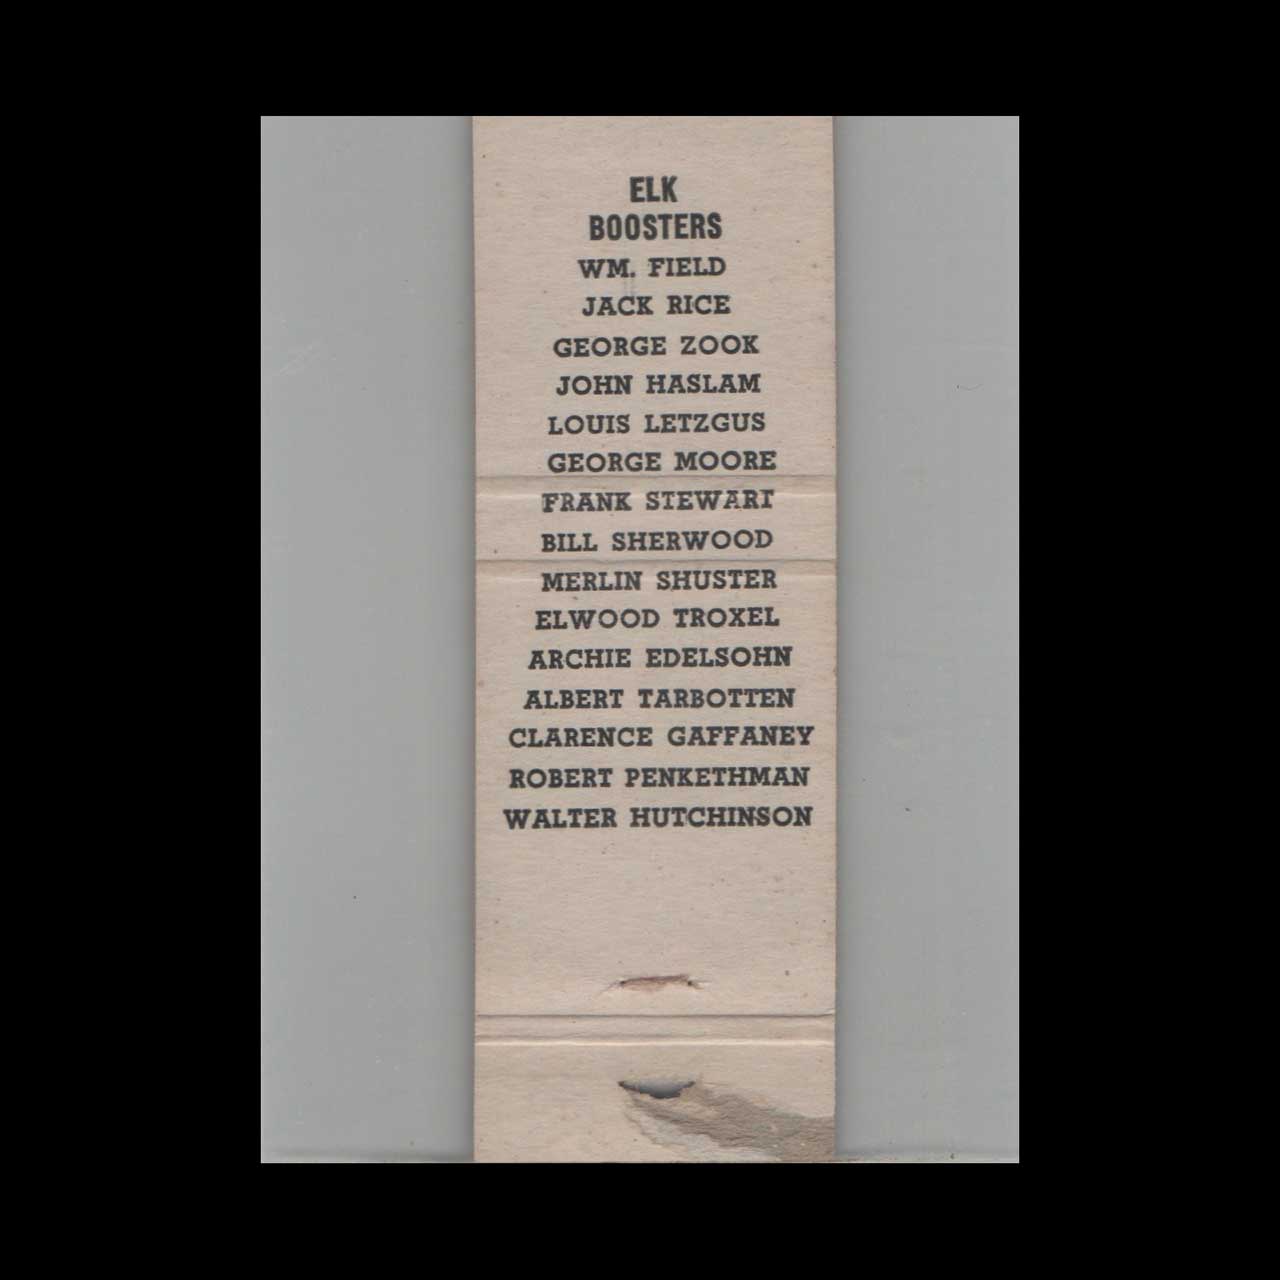 ELK
BOOSTERS
WM. FIELD
JACK RICE
GEORGE ZOOK
JOHN HASLAM
LOUIS LETZGUS
GEORGE MOORE
FRANK STEWART
BILL SHERWOOD
MERLIN SHUSTER
ELWOOD TROXEL
ARCHIE EDELSOHN
ALBERT TARBOTTEN
CLARENCE GAFFANEY
ROBERT PENKETHMAN
WALTER HUTCHINSON